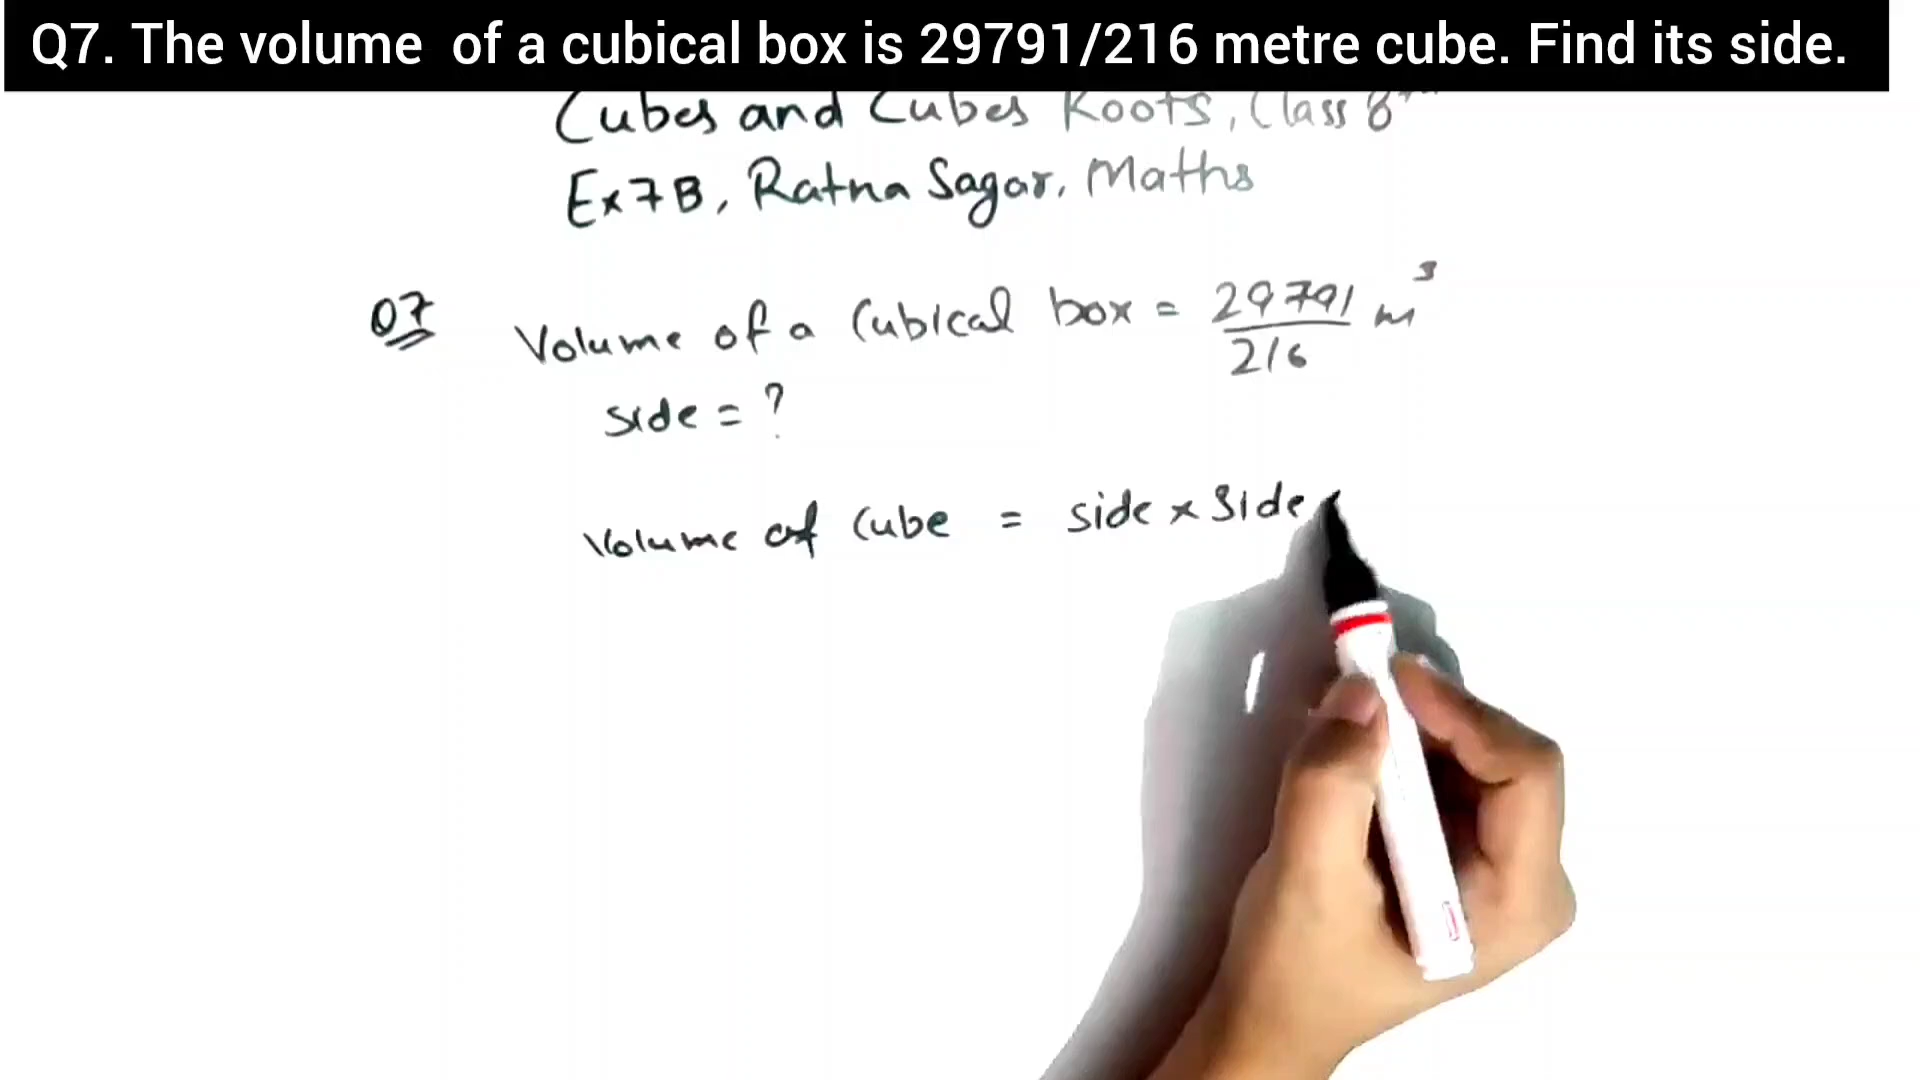 Q7. The volume of a cubical box is 29791/216 metre cube. Find its side.
Cubes and Cubes Roots, Class 8th
Ex 7B, Ratna Sagar, Maths
Q7 Volume of a Cubical box = 29791/216 m³
side = ?
Volume of Cube = side × Side